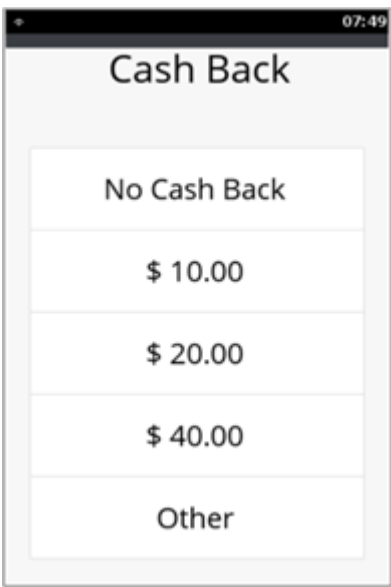 07:49
Cash Back
No Cash Back
$ 10.00
$ 20.00
$ 40.00
Other